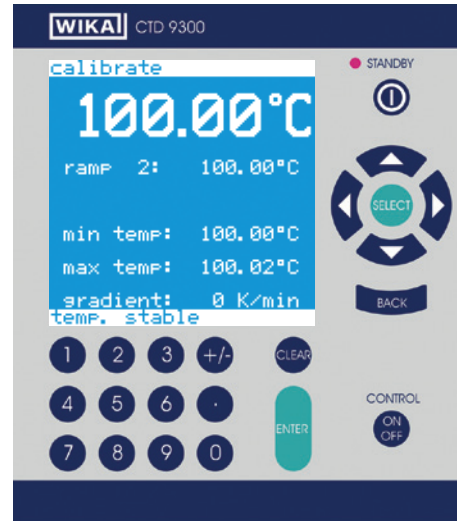 WIKA CTD 9300
calibrate
STANDBY
100.00°C
ramp 2: 100.00°C
SELECT
min temp: 100.00°C
max temp: 100.02°C
gradient: 0 K/min
temp. stable
BACK
1 2 3 +/- CLEAR
4 5 6 . ENTER
CONTROL
ON
OFF
7 8 9 0